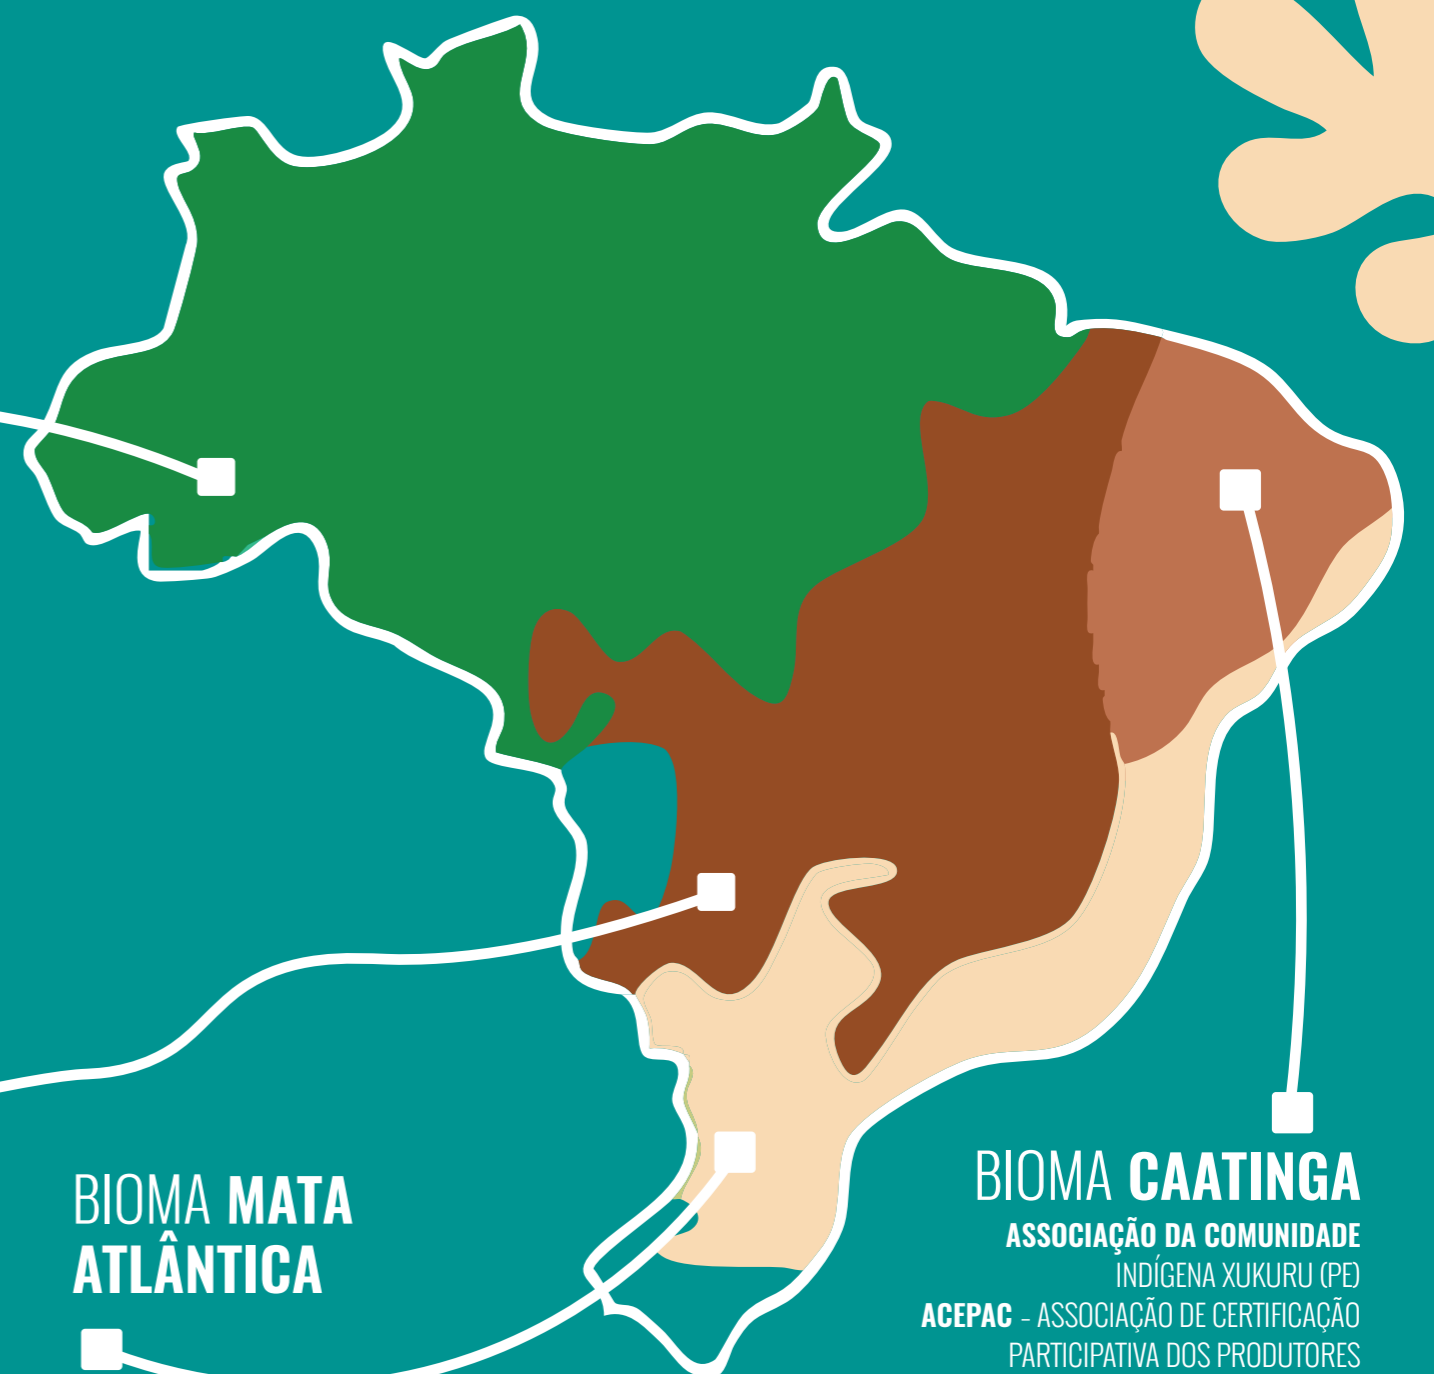 BIOMA MATA
ATLÂNTICA
BIOMA CAATINGA
ASSOCIAÇÃO DA COMUNIDADE
INDÍGENA XUKURU (PE)
ACEPAC – ASSOCIAÇÃO DE CERTIFICAÇÃO
PARTICIPATIVA DOS PRODUTORES